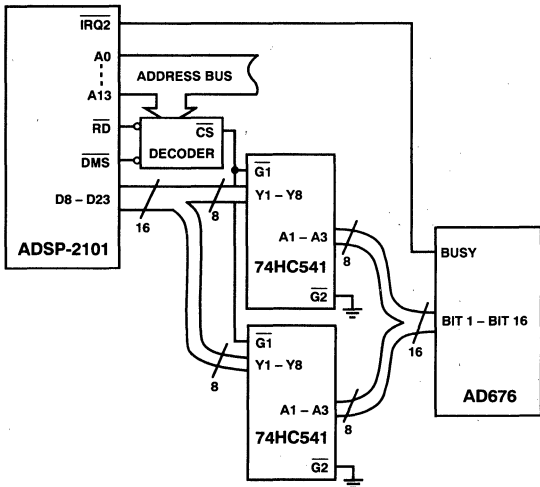 IRQ2
A0
ADDRESS BUS
A13
RD
CS
DMS
DECODER
G1
D8 – D23
Y1 – Y8
16
8
A1 – A3
8
ADSP-2101
74HC541
BUSY
G2
BIT 1 – BIT 16
G1
16
Y1 – Y8
8
AD676
A1 – A3
8
74HC541
G2